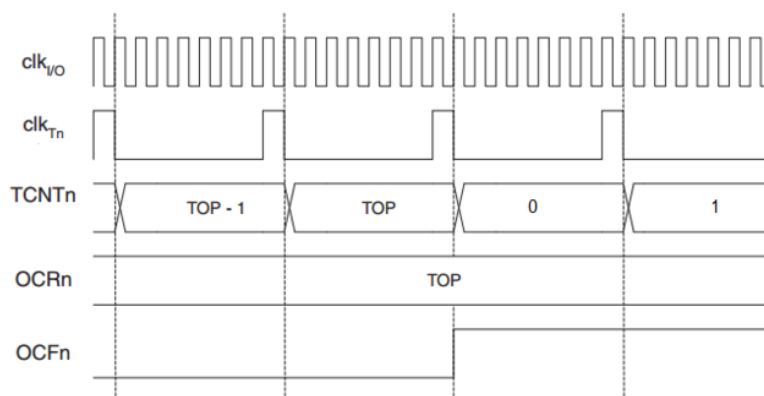 clkI/O
clkTn
TCNTn TOP - 1 TOP 0 1
OCRn TOP
OCFn